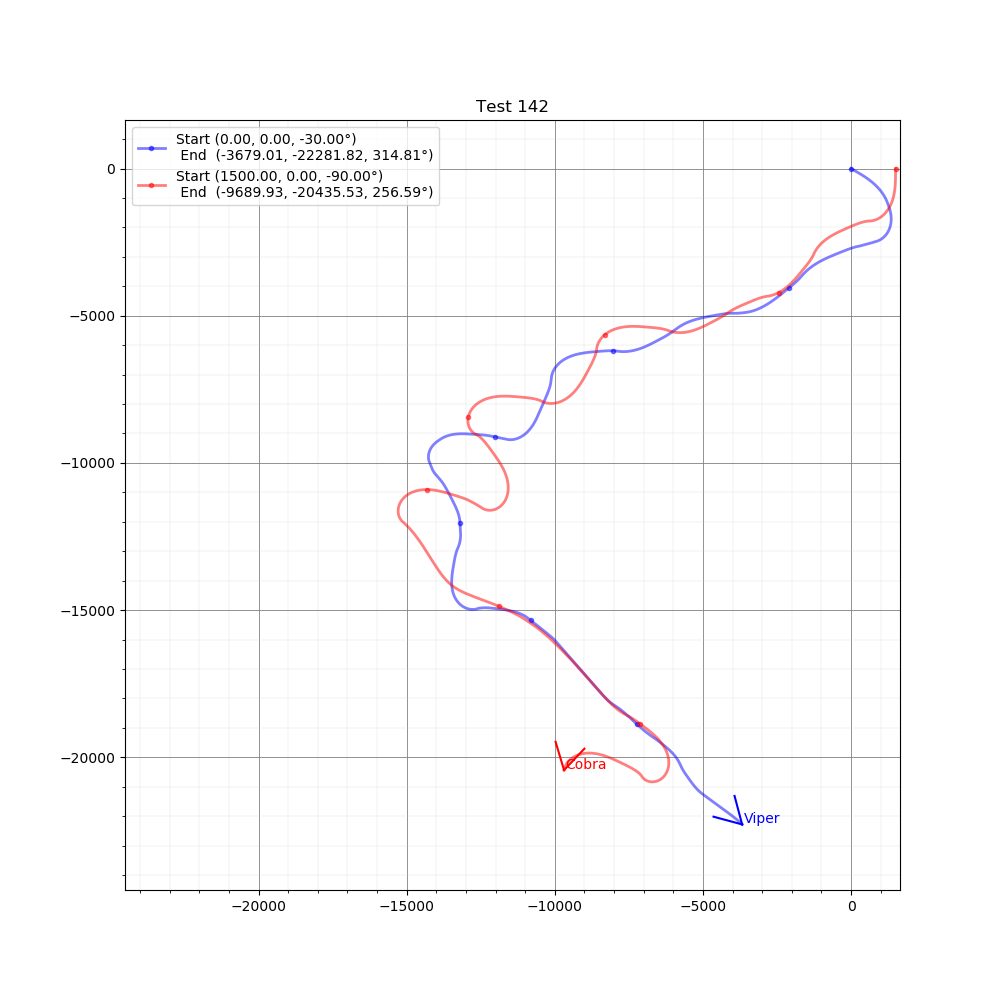 Test 142
Start (0.00, 0.00, -30.00°)
End (-3679.01, -22281.82, 314.81°)
Start (1500.00, 0.00, -90.00°)
End (-9689.93, -20435.53, 256.59°)
0
−5000
−10000
−15000
−20000
Cobra
Viper
−20000 −15000 −10000 −5000 0